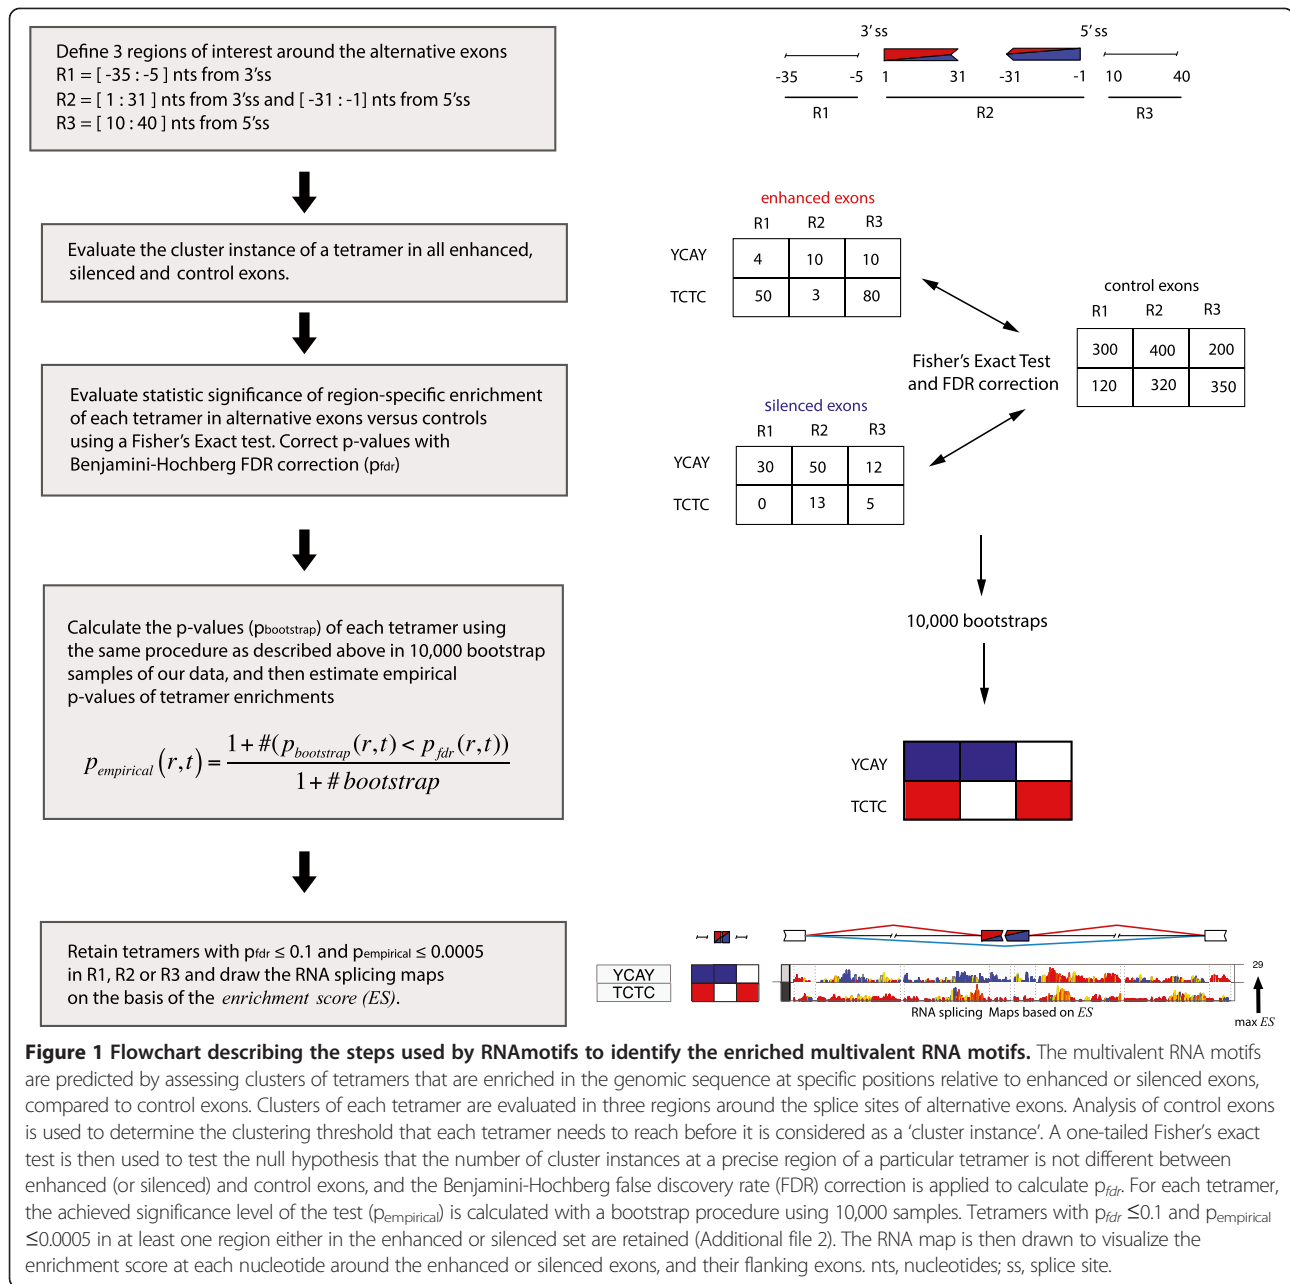 Define 3 regions of interest around the alternative exons
R1 = [ -35 : -5 ] nts from 3'ss
R2 = [ 1 : 31 ] nts from 3'ss and [ -31 : -1] nts from 5'ss
R3 = [ 10 : 40 ] nts from 5'ss
3' ss
5' ss
-35 -5 1 31 -31 -1 10 40
R1 R2 R3
Evaluate the cluster instance of a tetramer in all enhanced,
silenced and control exons.
enhanced exons
R1 R2 R3
YCAY 4 10 10
TCTC 50 3 80
control exons
R1 R2 R3
300 400 200
120 320 350
Fisher's Exact Test
and FDR correction
Evaluate statistic significance of region-specific enrichment
of each tetramer in alternative exons versus controls
using a Fisher's Exact test. Correct p-values with
Benjamini-Hochberg FDR correction (pfdr)
silenced exons
R1 R2 R3
YCAY 30 50 12
TCTC 0 13 5
Calculate the p-values (pbootstrap) of each tetramer using
the same procedure as described above in 10,000 bootstrap
samples of our data, and then estimate empirical
p-values of tetramer enrichments
p_empirical (r,t) = 1 + #(p_bootstrap (r,t) < p_fdr (r,t)) / 1 + # bootstrap
10,000 bootstraps
YCAY
TCTC
Retain tetramers with pfdr ≤ 0.1 and pempirical ≤ 0.0005
in R1, R2 or R3 and draw the RNA splicing maps
on the basis of the enrichment score (ES).
YCAY
TCTC
29
RNA splicing Maps based on ES
max ES
Figure 1 Flowchart describing the steps used by RNAmotifs to identify the enriched multivalent RNA motifs. The multivalent RNA motifs
are predicted by assessing clusters of tetramers that are enriched in the genomic sequence at specific positions relative to enhanced or silenced exons,
compared to control exons. Clusters of each tetramer are evaluated in three regions around the splice sites of alternative exons. Analysis of control exons
is used to determine the clustering threshold that each tetramer needs to reach before it is considered as a 'cluster instance'. A one-tailed Fisher's exact
test is then used to test the null hypothesis that the number of cluster instances at a precise region of a particular tetramer is not different between
enhanced (or silenced) and control exons, and the Benjamini-Hochberg false discovery rate (FDR) correction is applied to calculate pfdr. For each tetramer,
the achieved significance level of the test (pempirical) is calculated with a bootstrap procedure using 10,000 samples. Tetramers with pfdr ≤0.1 and pempirical
≤0.0005 in at least one region either in the enhanced or silenced set are retained (Additional file 2). The RNA map is then drawn to visualize the
enrichment score at each nucleotide around the enhanced or silenced exons, and their flanking exons. nts, nucleotides; ss, splice site.